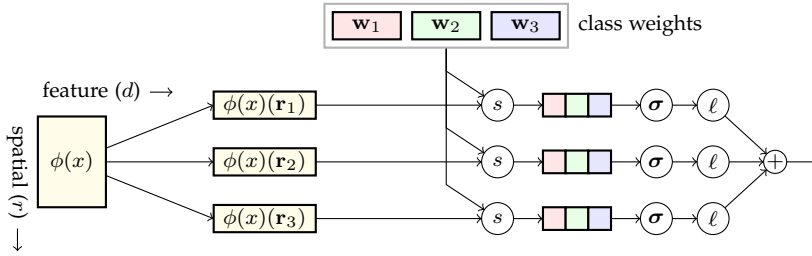 w₁ w₂ w₃ class weights
feature (d) →
ϕ(x)(r₁) s σ ℓ
spatial (r) →
ϕ(x) ϕ(x)(r₂) s σ ℓ +
ϕ(x)(r₃) s σ ℓ